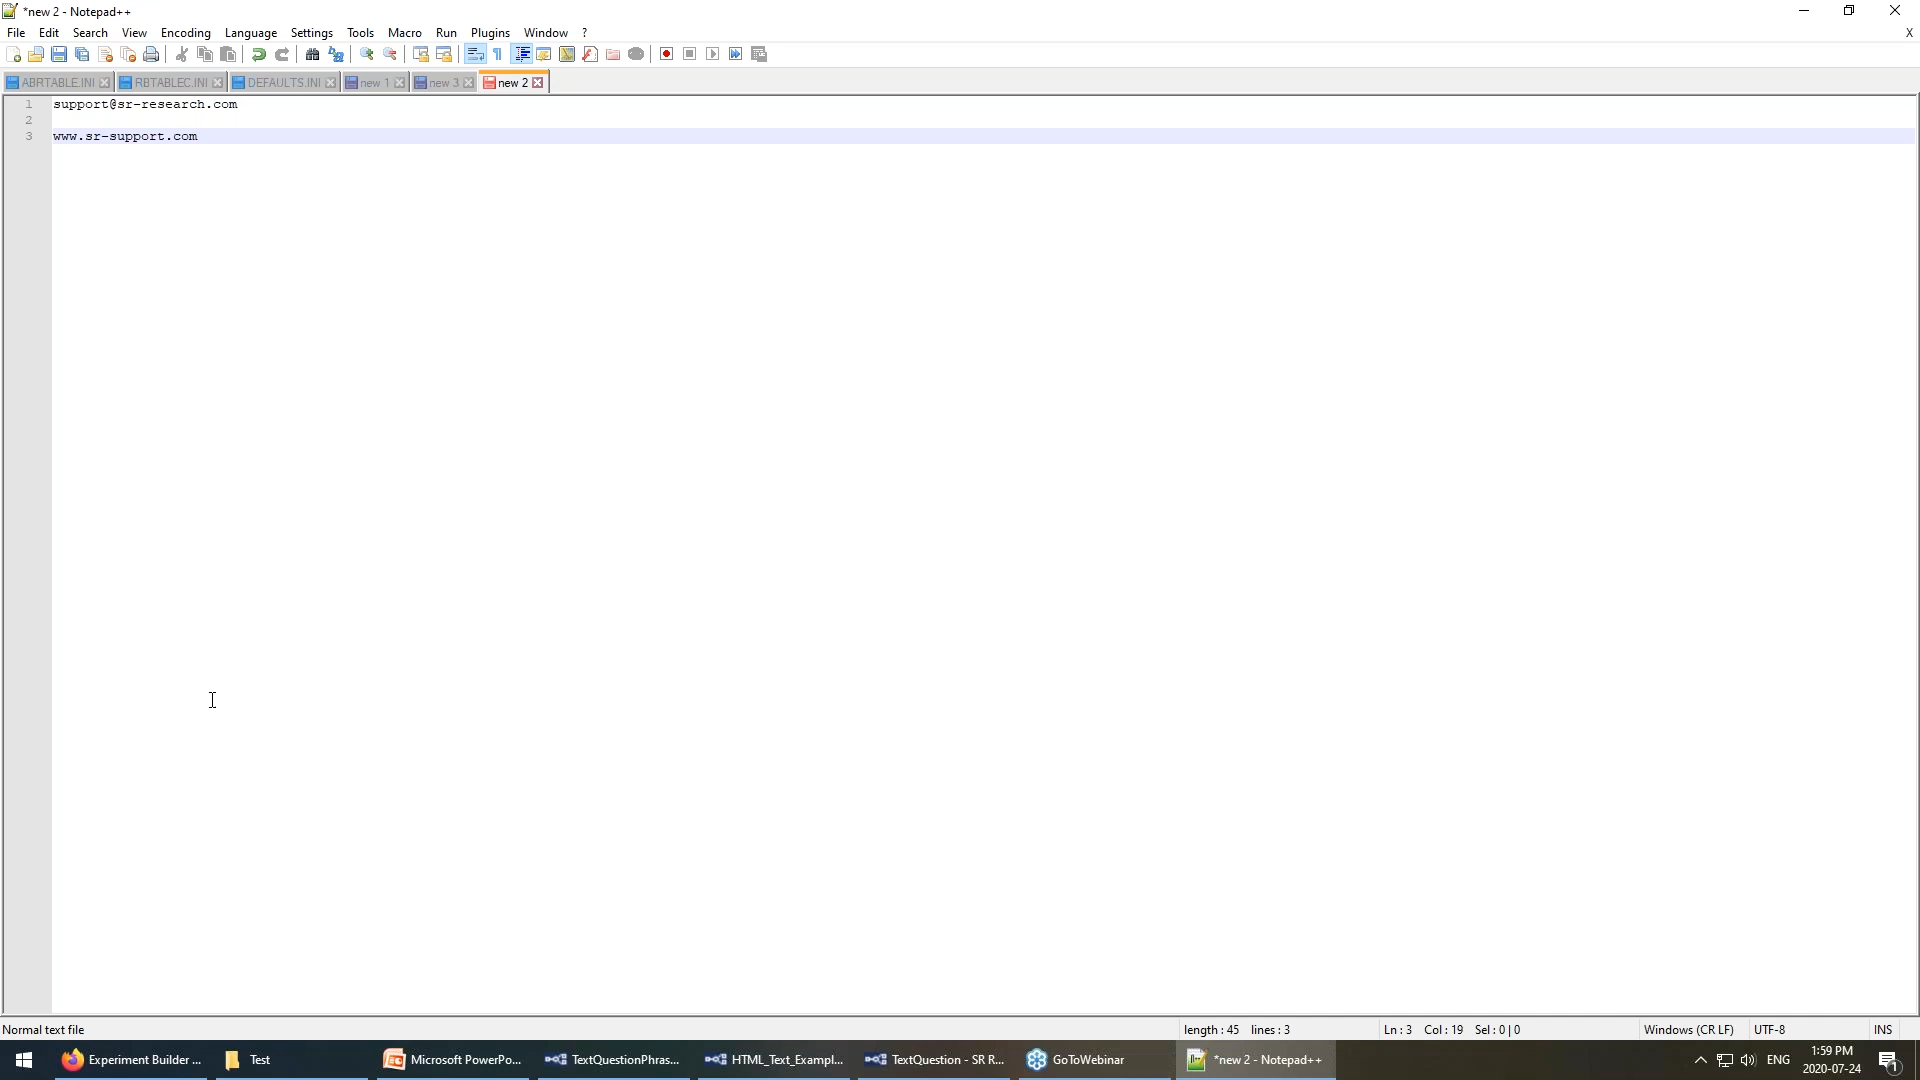 *new 2 - Notepad++
File Edit Search View Encoding Language Settings Tools Macro Run Plugins Window ? X
ABRTABLE.INI RBTABLEC.INI DEFAULTS.INI new 1 new 3 new 2
1 support@sr-research.com
2
3 www.sr-support.com
Normal text file length : 45 lines : 3 Ln : 3 Col : 19 Sel : 0 | 0 Windows (CR LF) UTF-8 INS
Experiment Builder ... Test Microsoft PowerPo... TextQuestionPhras... HTML_Text_Exampl... TextQuestion - SR R... GoToWebinar *new 2 - Notepad++ ENG 1:59 PM
2020-07-24 1